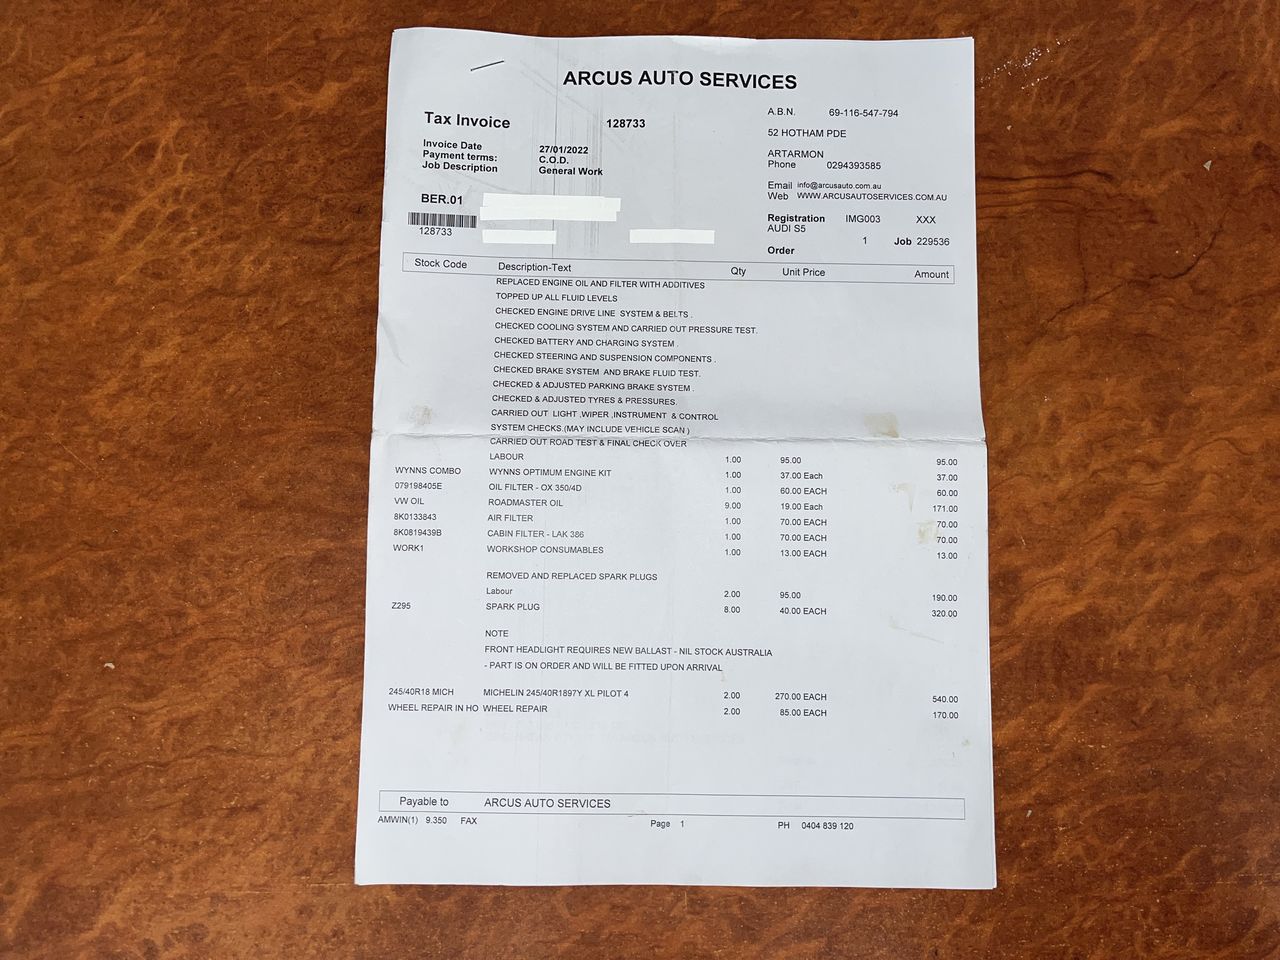 ARCUS AUTO SERVICES
Tax Invoice 128733
Invoice Date 27/01/2022
Payment terms: C.O.D.
Job Description General Work
A.B.N. 69-116-547-794
52 HOTHAM PDE
ARTARMON
Phone 0294393585
Email info@arcusauto.com.au
Web WWW.ARCUSAUTOSERVICES.COM.AU
BER.01
128733
Registration IMG003 XXX
AUDI S5
1 Job 229536
Order
Stock Code Description-Text Qty Unit Price Amount
REPLACED ENGINE OIL AND FILTER WITH ADDITIVES
TOPPED UP ALL FLUID LEVELS
CHECKED ENGINE DRIVE LINE SYSTEM & BELTS .
CHECKED COOLING SYSTEM AND CARRIED OUT PRESSURE TEST.
CHECKED BATTERY AND CHARGING SYSTEM .
CHECKED STEERING AND SUSPENSION COMPONENTS .
CHECKED BRAKE SYSTEM AND BRAKE FLUID TEST.
CHECKED & ADJUSTED PARKING BRAKE SYSTEM .
CHECKED & ADJUSTED TYRES & PRESSURES.
CARRIED OUT LIGHT ,WIPER ,INSTRUMENT & CONTROL
SYSTEM CHECKS.(MAY INCLUDE VEHICLE SCAN )
CARRIED OUT ROAD TEST & FINAL CHECK OVER
LABOUR 1.00 95.00 95.00
WYNNS COMBO WYNNS OPTIMUM ENGINE KIT 1.00 37.00 Each 37.00
079198405E OIL FILTER - OX 350/4D 1.00 60.00 EACH 60.00
VW OIL ROADMASTER OIL 9.00 19.00 Each 171.00
8K0133843 AIR FILTER 1.00 70.00 EACH 70.00
8K0819439B CABIN FILTER - LAK 386 1.00 70.00 EACH 70.00
WORK1 WORKSHOP CONSUMABLES 1.00 13.00 EACH 13.00
REMOVED AND REPLACED SPARK PLUGS
Labour 2.00 95.00 190.00
Z295 SPARK PLUG 8.00 40.00 EACH 320.00
NOTE
FRONT HEADLIGHT REQUIRES NEW BALLAST - NIL STOCK AUSTRALIA
- PART IS ON ORDER AND WILL BE FITTED UPON ARRIVAL
245/40R18 MICH MICHELIN 245/40R1897Y XL PILOT 4 2.00 270.00 EACH 540.00
WHEEL REPAIR IN HO WHEEL REPAIR 2.00 85.00 EACH 170.00
Payable to ARCUS AUTO SERVICES
AMWIN(1) 9.350 FAX Page 1 PH 0404 839 120